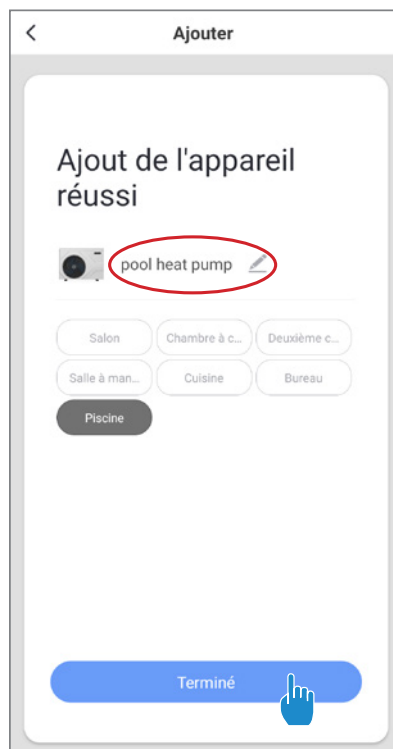 Ajouter
Ajout de l'appareil
réussi
pool heat pump
Salon
Chambre à c...
Deuxième c...
Salle à man...
Cuisine
Bureau
Piscine
Terminé